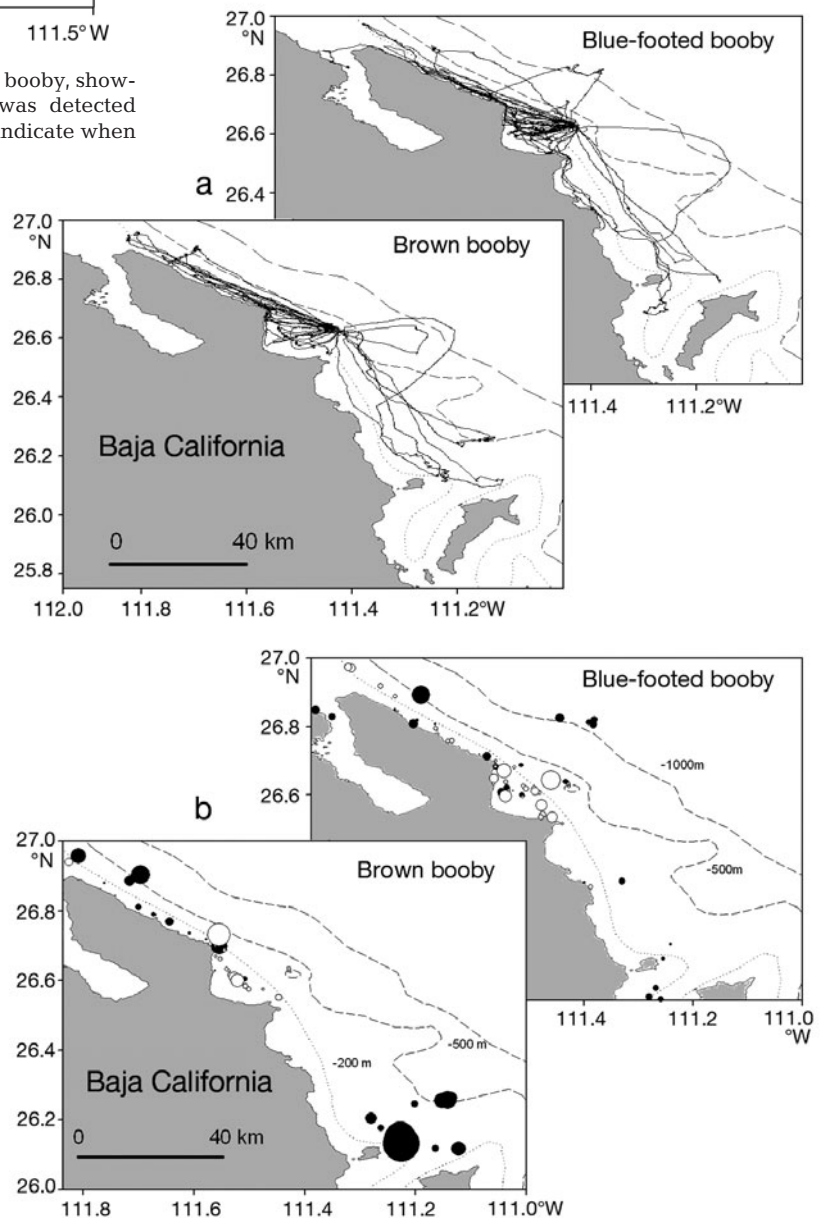 111.5° W
booby, show-
was detected
ndicate when
a
27.0
°N
26.8
26.6
26.4
Blue-footed booby
111.4
111.2°W
27.0
°N
26.8
26.6
26.4
26.2
26.0
25.8
Brown booby
Baja California
0
40 km
112.0
111.8
111.6
111.4
111.2°W
b
27.0
°N
26.8
26.6
Blue-footed booby
-1000m
-500m
111.4
111.2
111.0
°W
27.0
°N
26.8
26.6
26.4
26.2
26.0
Brown booby
-200 m
-500 m
Baja California
0
40 km
111.8
111.6
111.4
111.2
111.0°W